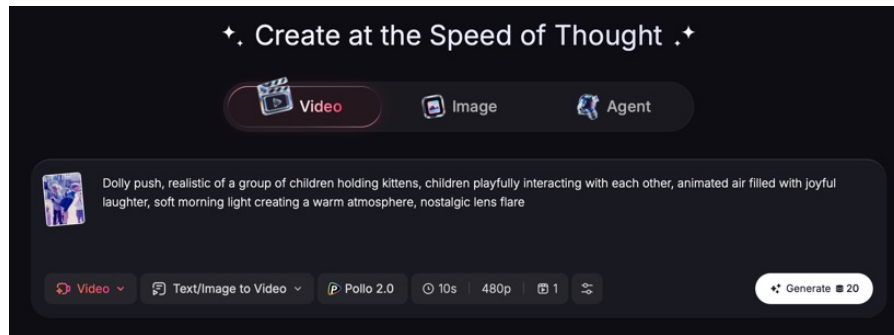 Create at the Speed of Thought
Video
Image
Agent
Dolly push, realistic of a group of children holding kittens, children playfully interacting with each other, animated air filled with joyful
laughter, soft morning light creating a warm atmosphere, nostalgic lens flare
Video Text/Image to Video Pollo 2.0 10s 480p 1 Generate 20